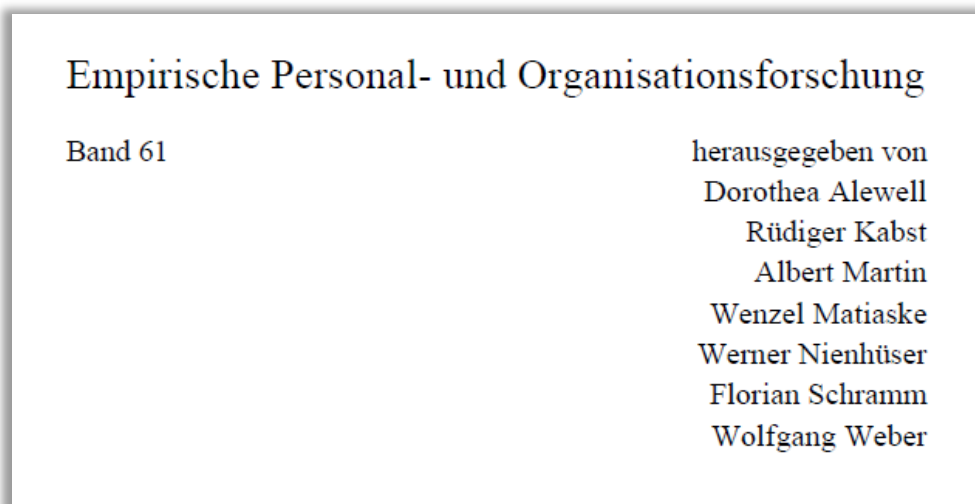 Empirische Personal- und Organisationsforschung
Band 61
herausgegeben von
Dorothea Alewell
Rüdiger Kabst
Albert Martin
Wenzel Matiaske
Werner Nienhüser
Florian Schramm
Wolfgang Weber